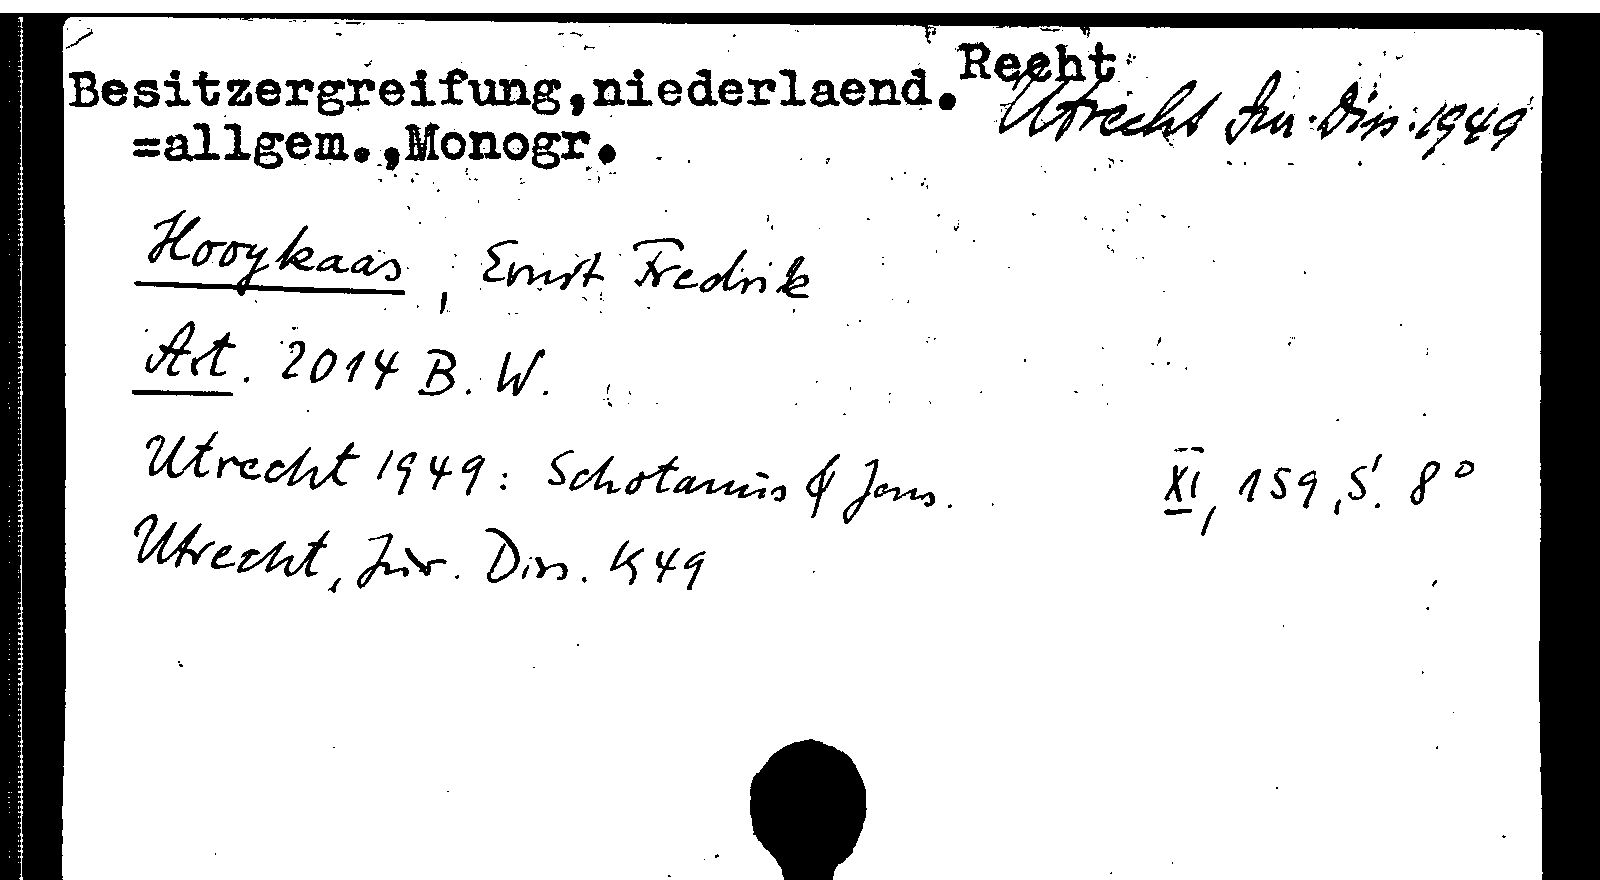 Besitzergreifung,niederlaend. Recht
Utrecht Jur. Diss. 1949
=allgem.,Monogr.
Hooykaas, Ernst Fredrik
Art. 2014 B. W.
Utrecht 1949: Schotanus & Jens. XI, 159, S. 8°
Utrecht, Jur. Diss. 1949